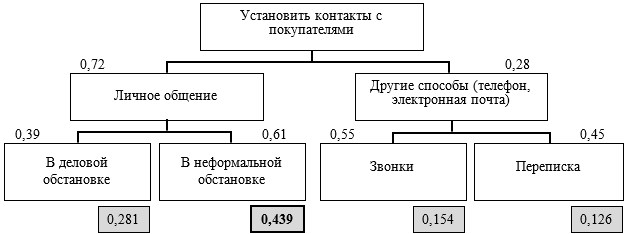 Установить контакты с
покупателями
0,72
0,28
Личное общение
Другие способы (телефон,
электронная почта)
0,39
0,61
0,55
0,45
В деловой
обстановке
В неформальной
обстановке
Звонки
Переписка
0,281
0,439
0,154
0,126